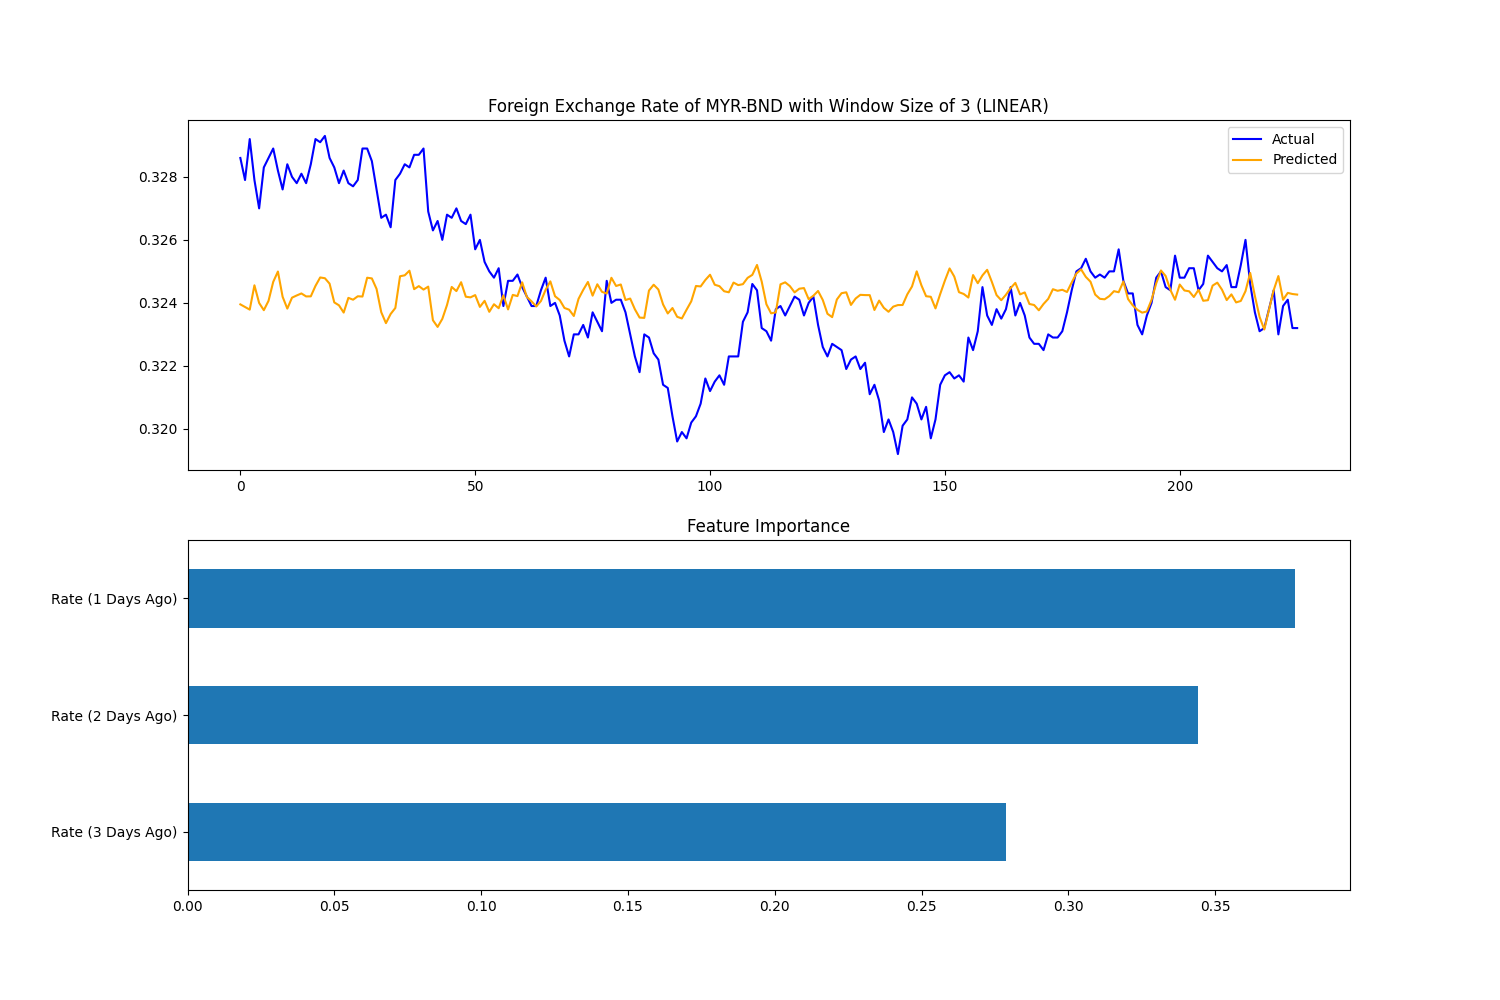 Foreign Exchange Rate of MYR-BND with Window Size of 3 (LINEAR)
Actual
Predicted
0.328
0.326
0.324
0.322
0.320
0 50 100 150 200
Feature Importance
Rate (1 Days Ago)
Rate (2 Days Ago)
Rate (3 Days Ago)
0.00 0.05 0.10 0.15 0.20 0.25 0.30 0.35